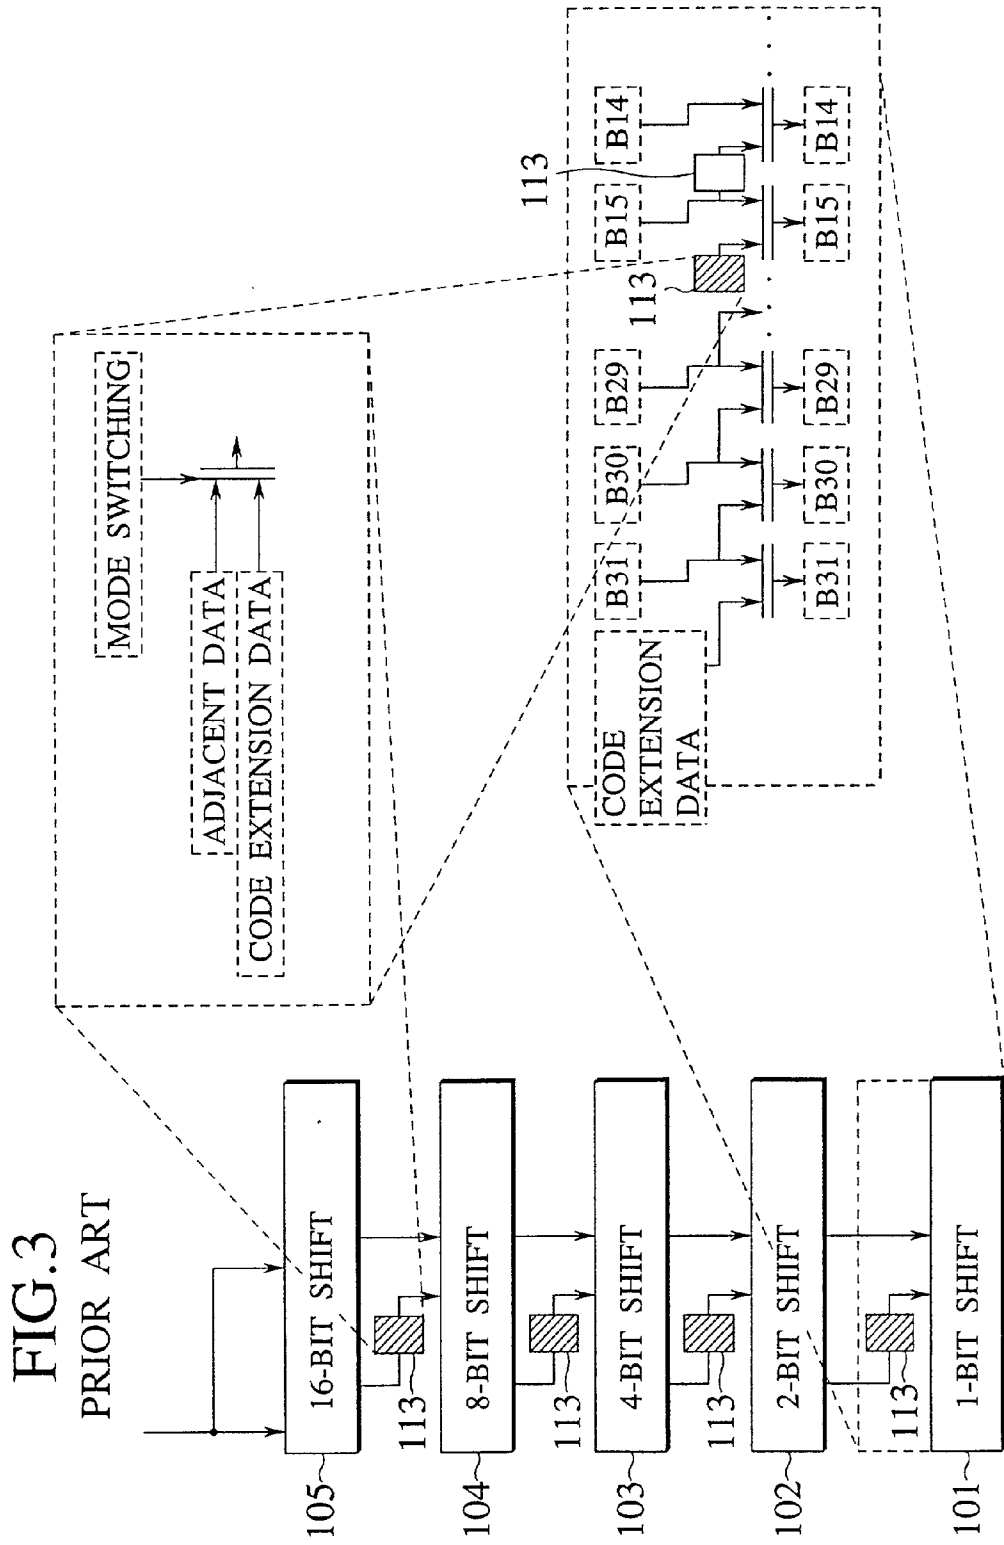 FIG.3
PRIOR ART
105
16-BIT SHIFT
113
104
8-BIT SHIFT
113
103
4-BIT SHIFT
113
102
2-BIT SHIFT
113
101
1-BIT SHIFT
MODE SWITCHING
ADJACENT DATA
CODE EXTENSION DATA
CODE
EXTENSION
DATA
B31
B30
B29
113
B15
113
B14
B31
B30
B29
B15
B14